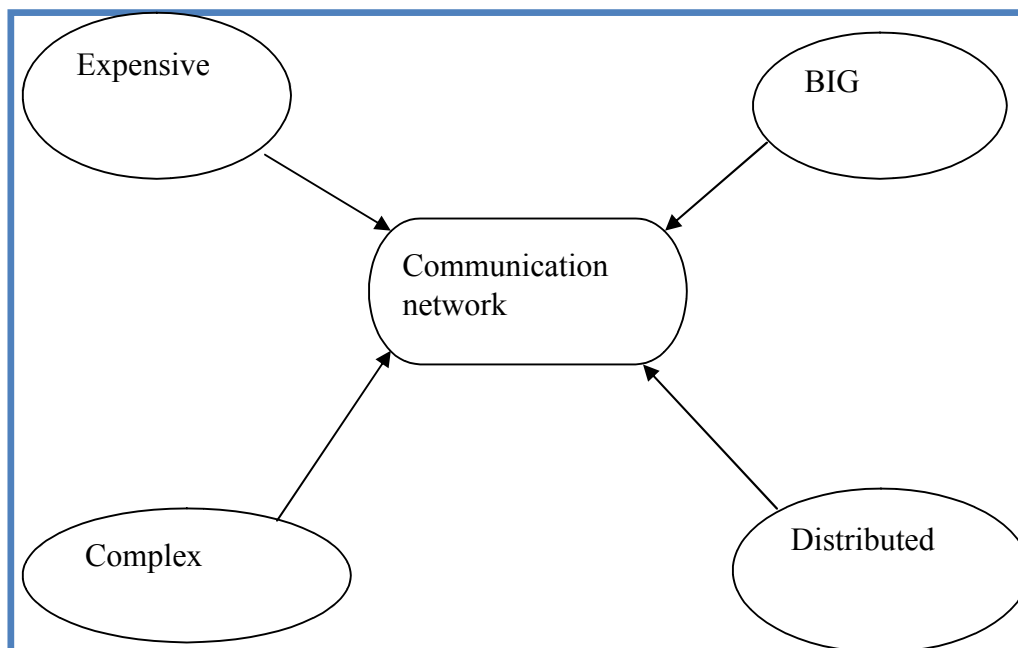 Expensive
BIG
Communication
network
Complex
Distributed